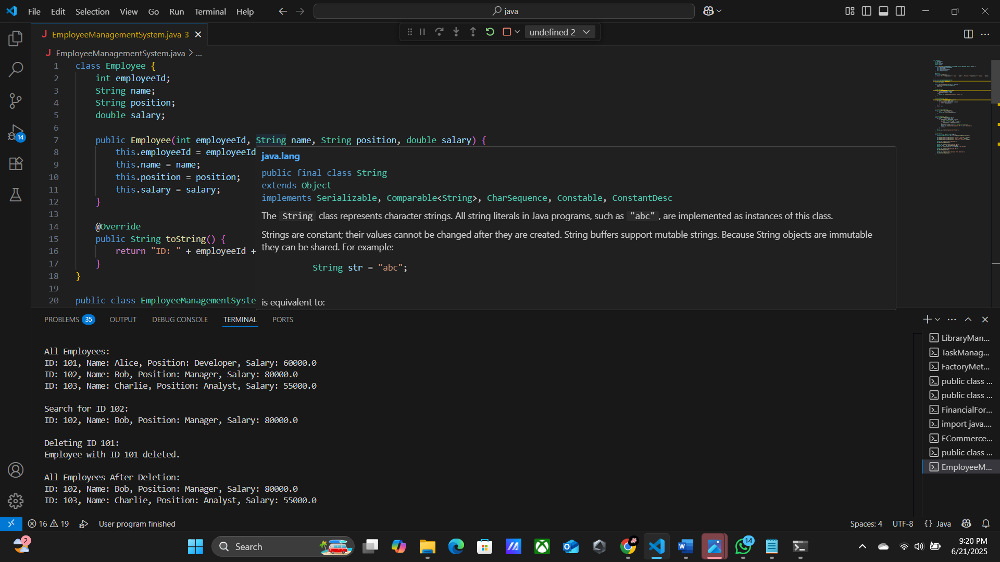 File Edit Selection View Go Run Terminal Help
java
EmployeeManagementSystem.java 3
undefined 2
EmployeeManagementSystem.java > ...
1 class Employee {
2 int employeeId;
3 String name;
4 String position;
5 double salary;
6
7 public Employee(int employeeId, String name, String position, double salary) {
8 this.employeeId = employeeId
9 this.name = name;
10 this.position = position;
11 this.salary = salary;
12 }
13
14 @Override
15 public String toString() {
16 return "ID: " + employeeId +
17 }
18 }
19
20 public class EmployeeManagementSyste
java.lang
public final class String
extends Object
implements Serializable, Comparable<String>, CharSequence, Constable, ConstantDesc
The String class represents character strings. All string literals in Java programs, such as "abc", are implemented as instances of this class.
Strings are constant; their values cannot be changed after they are created. String buffers support mutable strings. Because String objects are immutable
they can be shared. For example:
String str = "abc";
is equivalent to:
PROBLEMS 35 OUTPUT DEBUG CONSOLE TERMINAL PORTS
All Employees:
ID: 101, Name: Alice, Position: Developer, Salary: 60000.0
ID: 102, Name: Bob, Position: Manager, Salary: 80000.0
ID: 103, Name: Charlie, Position: Analyst, Salary: 55000.0
Search for ID 102:
ID: 102, Name: Bob, Position: Manager, Salary: 80000.0
Deleting ID 101:
Employee with ID 101 deleted.
All Employees After Deletion:
ID: 102, Name: Bob, Position: Manager, Salary: 80000.0
ID: 103, Name: Charlie, Position: Analyst, Salary: 55000.0
LibraryMan...
TaskManag...
FactoryMet...
public class ...
public class ...
FinancialFor...
import java....
ECommerce...
public class ...
EmployeeM...
14
16 19 User program finished
Spaces: 4 UTF-8 {} Java
2
Search
14
9:20 PM
6/21/2025